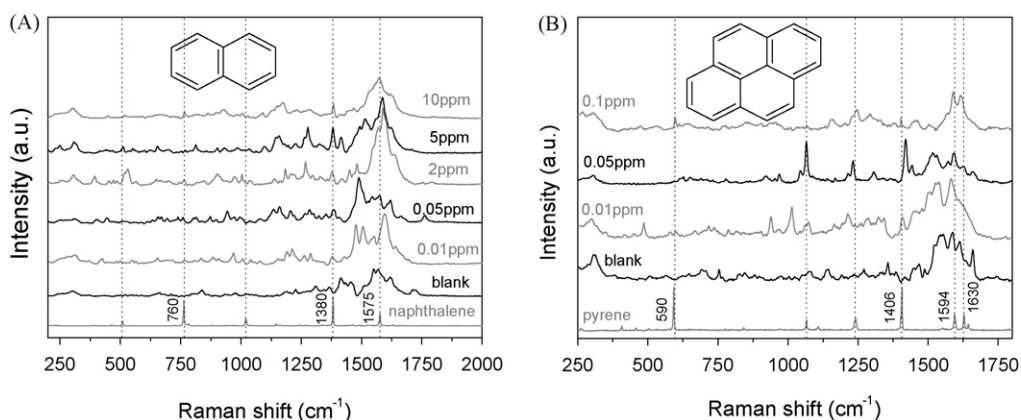 (A)
10ppm
5ppm
2ppm
0.05ppm
0.01ppm
blank
naphthalene
760
1380
1575
Intensity (a.u.)
250 500 750 1000 1250 1500 1750 2000
Raman shift (cm-1)
(B)
0.1ppm
0.05ppm
0.01ppm
blank
pyrene
590
1406
1594
1630
Intensity (a.u.)
250 500 750 1000 1250 1500 1750
Raman shift (cm-1)